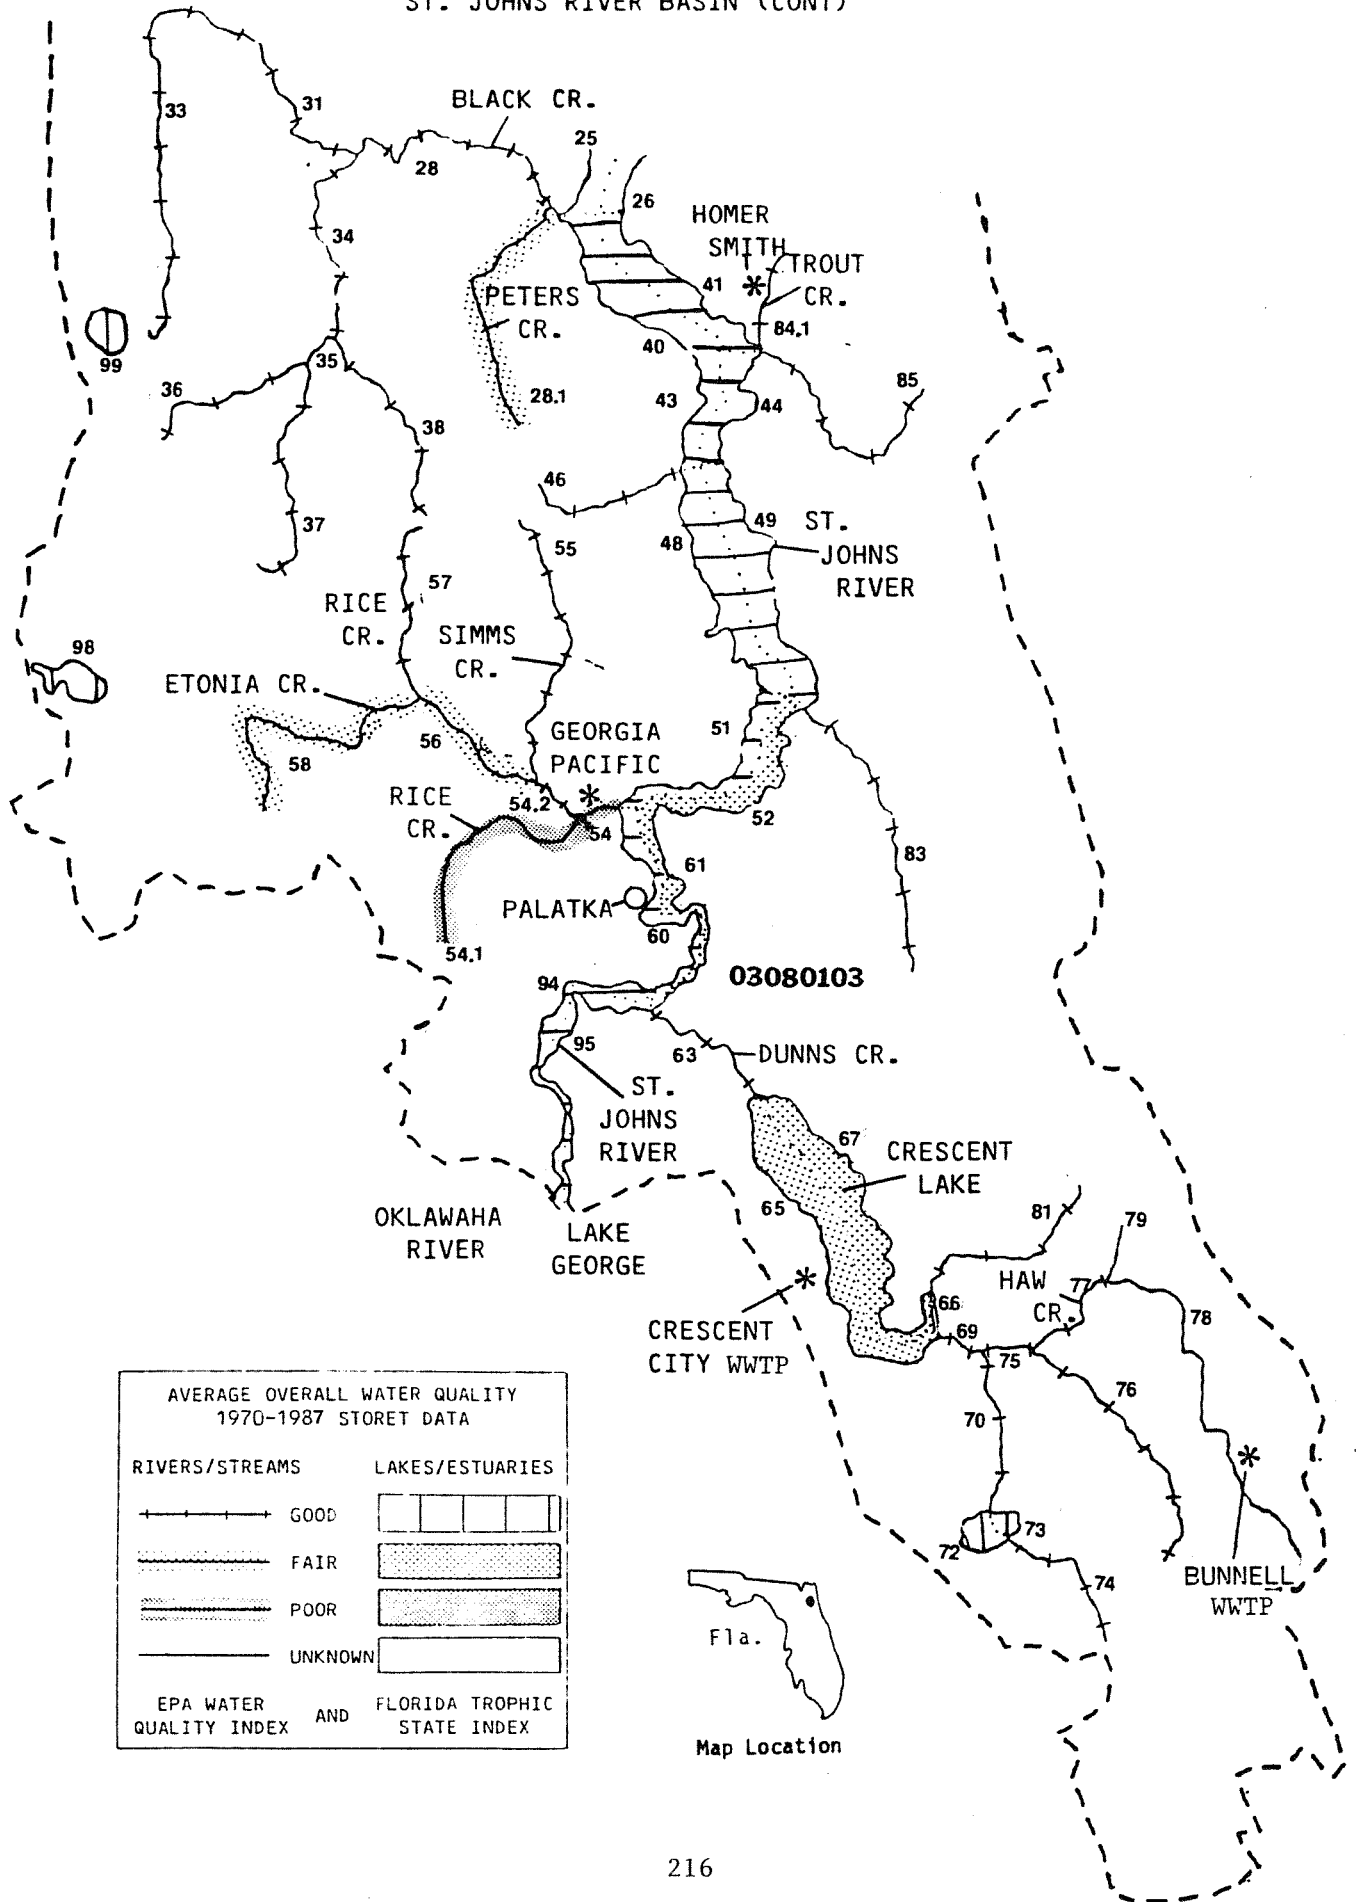 ST. JOHNS RIVER BASIN (CONT)
33
31
BLACK CR.
25
28
26
HOMER
SMITH
34
TROUT
CR.
41
PETERS
CR.
84.1
99
35
40
36
85
43
44
28.1
38
46
37
49
ST.
JOHNS
RIVER
48
55
57
RICE
CR.
SIMMS
CR.
98
ETONIA CR.
51
GEORGIA
PACIFIC
56
58
RICE
CR.
54.2
54
52
83
61
PALATKA
60
54.1
03080103
94
95
63
DUNNS CR.
ST.
JOHNS
RIVER
67
CRESCENT
LAKE
65
OKLAWAHA
RIVER
LAKE
GEORGE
81
79
HAW
CR.
77
66
78
CRESCENT
CITY WWTP
69
75
76
70
73
72
74
BUNNELL
WWTP
AVERAGE OVERALL WATER QUALITY
1970-1987 STORET DATA
RIVERS/STREAMS LAKES/ESTUARIES
GOOD
FAIR
POOR
UNKNOWN
EPA WATER
QUALITY INDEX
AND
FLORIDA TROPHIC
STATE INDEX
Fla.
Map Location
216